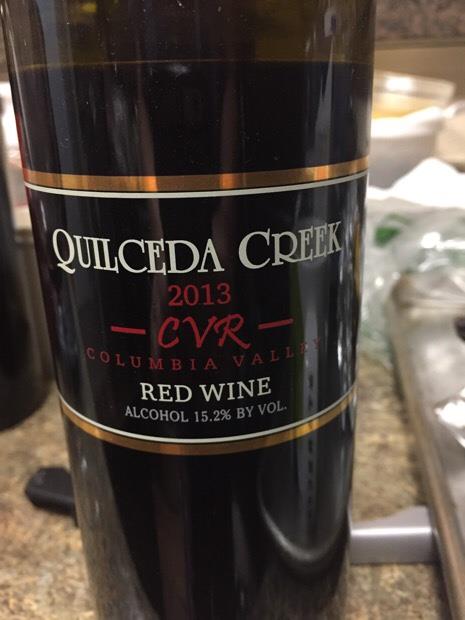 QUILCEDA CREEK
2013
CVR
COLUMBIA VALLEY
RED WINE
ALCOHOL 15.2% BY VOL.